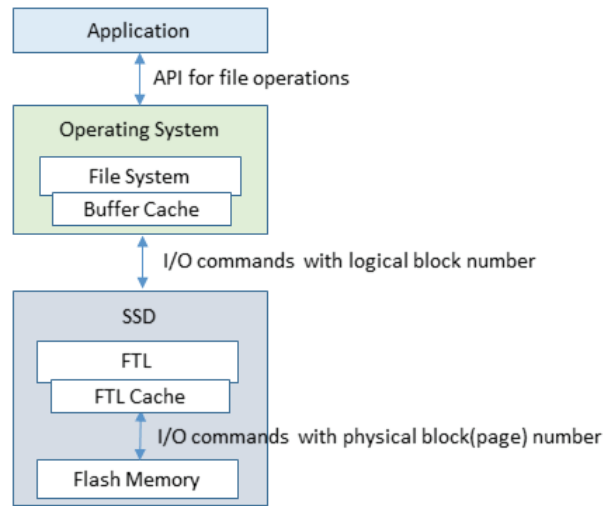 Application
API for file operations
Operating System
File System
Buffer Cache
I/O commands with logical block number
SSD
FTL
FTL Cache
I/O commands with physical block(page) number
Flash Memory